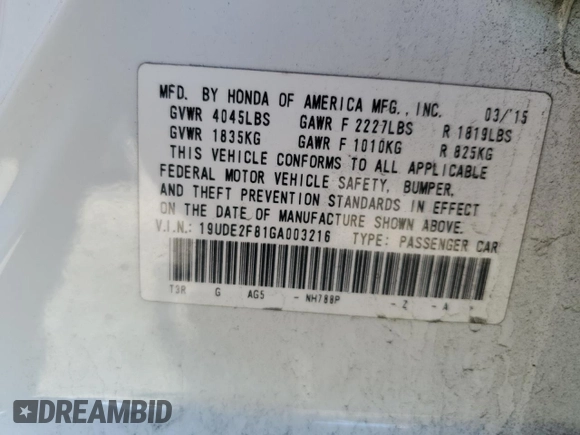 MFD. BY HONDA OF AMERICA MFG., INC. 03/'15
GVWR 4045LBS GAWR F 2227LBS R 1819LBS
GVWR 1835KG GAWR F 1010KG R 825KG
THIS VEHICLE CONFORMS TO ALL APPLICABLE
FEDERAL MOTOR VEHICLE SAFETY, BUMPER,
AND THEFT PREVENTION STANDARDS IN EFFECT
ON THE DATE OF MANUFACTURE SHOWN ABOVE.
V.I.N.: 19UDE2F81GA003216 TYPE: PASSENGER CAR
T3R G AG5 - NH788P - Z - A -
DREAMBID